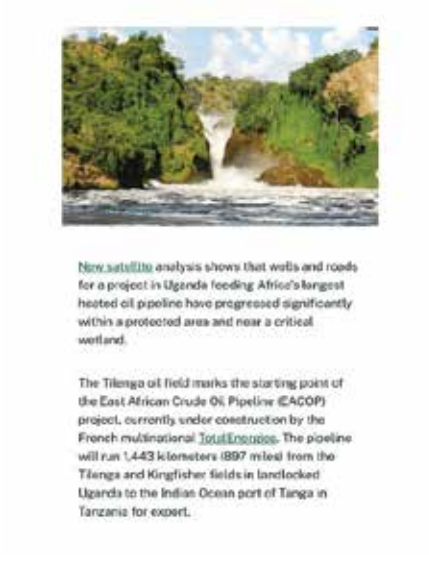 New satellite analysis shows that wells and roads
for a project in Uganda feeding Africa's longest
heated oil pipeline have progressed significantly
within a protected area and near a critical
wetland.
The Tilenga oil field marks the starting point of
the East African Crude Oil Pipeline (EACOP)
project, currently under construction by the
French multinational TotalEnergies. The pipeline
will run 1,443 kilometers (897 miles) from the
Tilenga and Kingfisher fields in landlocked
Uganda to the Indian Ocean port of Tanga in
Tanzania for export.